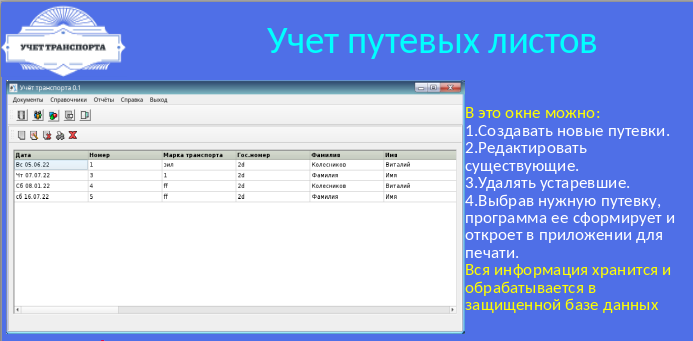 УЧЕТ ТРАНСПОРТА
Учет путевых листов
Учёт транспорта 0.1
Документы Справочники Отчёты Справка Выход
Дата Номер Марка транспорта Гос.номер Фамилия Имя
Вс 05.06.22 1 зил 2d Колесников Виталий
Чт 07.07.22 3 1 2d Фамилия Имя
Сб 08.01.22 4 ff 2d Колесников Виталий
сб 16.07.22 5 ff 2d Фамилия Имя
В это окне можно:
1.Создавать новые путевки.
2.Редактировать
существующие.
3.Удалять устаревшие.
4.Выбрав нужную путевку,
программа ее сформирует и
откроет в приложении для
печати.
Вся информация хранится и
обрабатывается в
защищенной базе данных